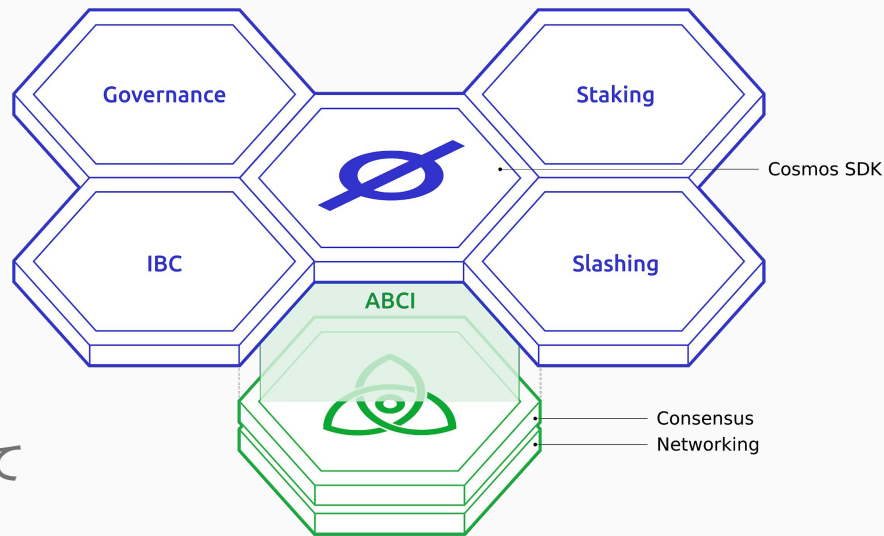 Governance
Staking
Cosmos SDK
IBC
Slashing
ABCI
Consensus
Networking